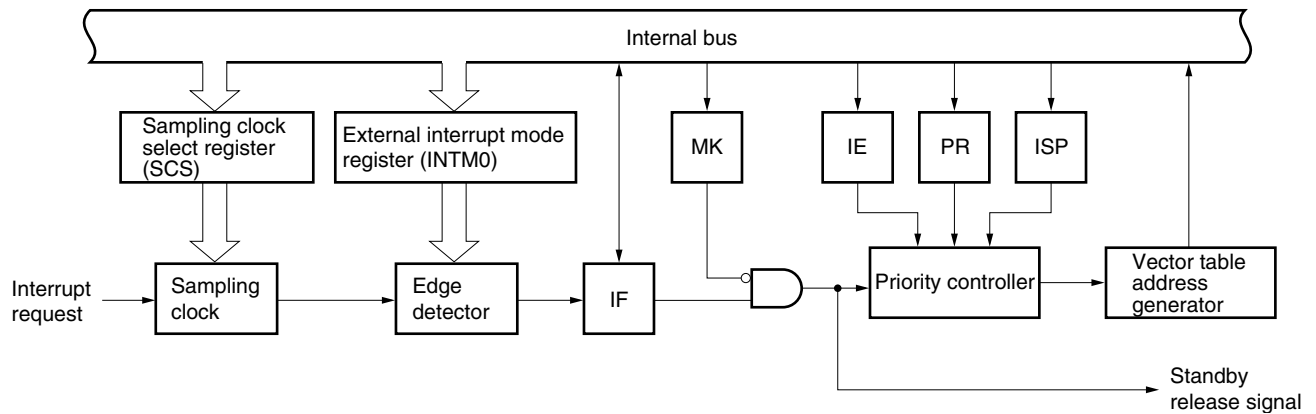 Internal bus
Sampling clock
select register
(SCS)
External interrupt mode
register (INTM0)
MK
IE
PR
ISP
Interrupt
request
Sampling
clock
Edge
detector
IF
Priority controller
Vector table
address
generator
Standby
release signal